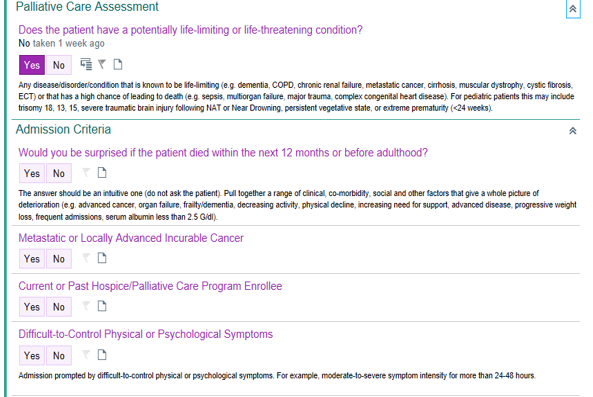 Palliative Care Assessment
Does the patient have a potentially life-limiting or life-threatening condition?
No taken 1 week ago
Yes No
Any disease/disorder/condition that is known to be life-limiting (e.g. dementia, COPD, chronic renal failure, metastatic cancer, cirrhosis, muscular dystrophy, cystic fibrosis,
ECT) or that has a high chance of leading to death (e.g. sepsis, multiorgan failure, major trauma, complex congenital heart disease). For pediatric patients this may include
trisomy 18, 13, 15, severe traumatic brain injury following NAT or Near Drowning, persistent vegetative state, or extreme prematurity (<24 weeks).
Admission Criteria
Would you be surprised if the patient died within the next 12 months or before adulthood?
Yes No
The answer should be an intuitive one (do not ask the patient). Pull together a range of clinical, co-morbidity, social and other factors that give a whole picture of
deterioration (e.g. advanced cancer, organ failure, frailty/dementia, decreasing activity, physical decline, increasing need for support, advanced disease, progressive weight
loss, frequent admissions, serum albumin less than 2.5 G/dl).
Metastatic or Locally Advanced Incurable Cancer
Yes No
Current or Past Hospice/Palliative Care Program Enrollee
Yes No
Difficult-to-Control Physical or Psychological Symptoms
Yes No
Admission prompted by difficult-to-control physical or psychological symptoms. For example, moderate-to-severe symptom intensity for more than 24-48 hours.